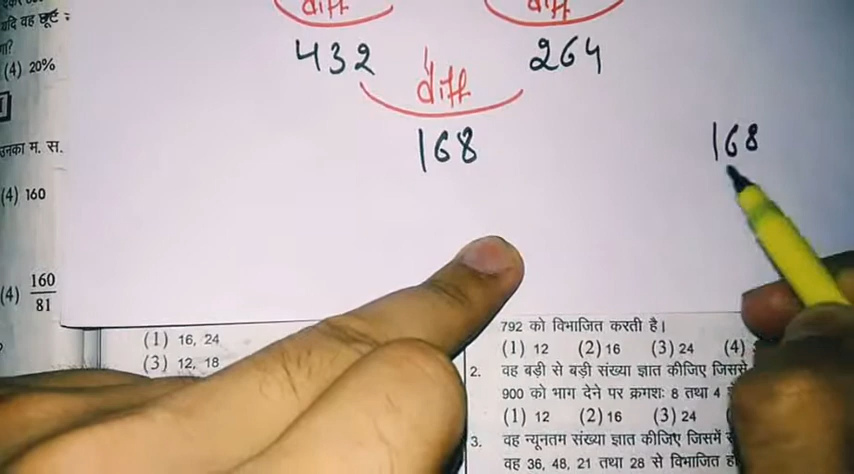 यदि वह छूट :
(4) 20%
उनका म. स.
(4) 160
(4) 160/81
diff diff
432 264
diff
168
168
(1) 16, 24
(3) 12, 18
792 को विभाजित करती है।
(1) 12 (2) 16 (3) 24 (4)
2. वह बड़ी से बड़ी संख्या ज्ञात कीजिए जिससे
900 को भाग देने पर क्रमशः 8 तथा 4
(1) 12 (2) 16 (3) 24
3. वह न्यूनतम संख्या ज्ञात कीजिए जिसमें
वह 36, 48, 21 तथा 28 से विभाजित